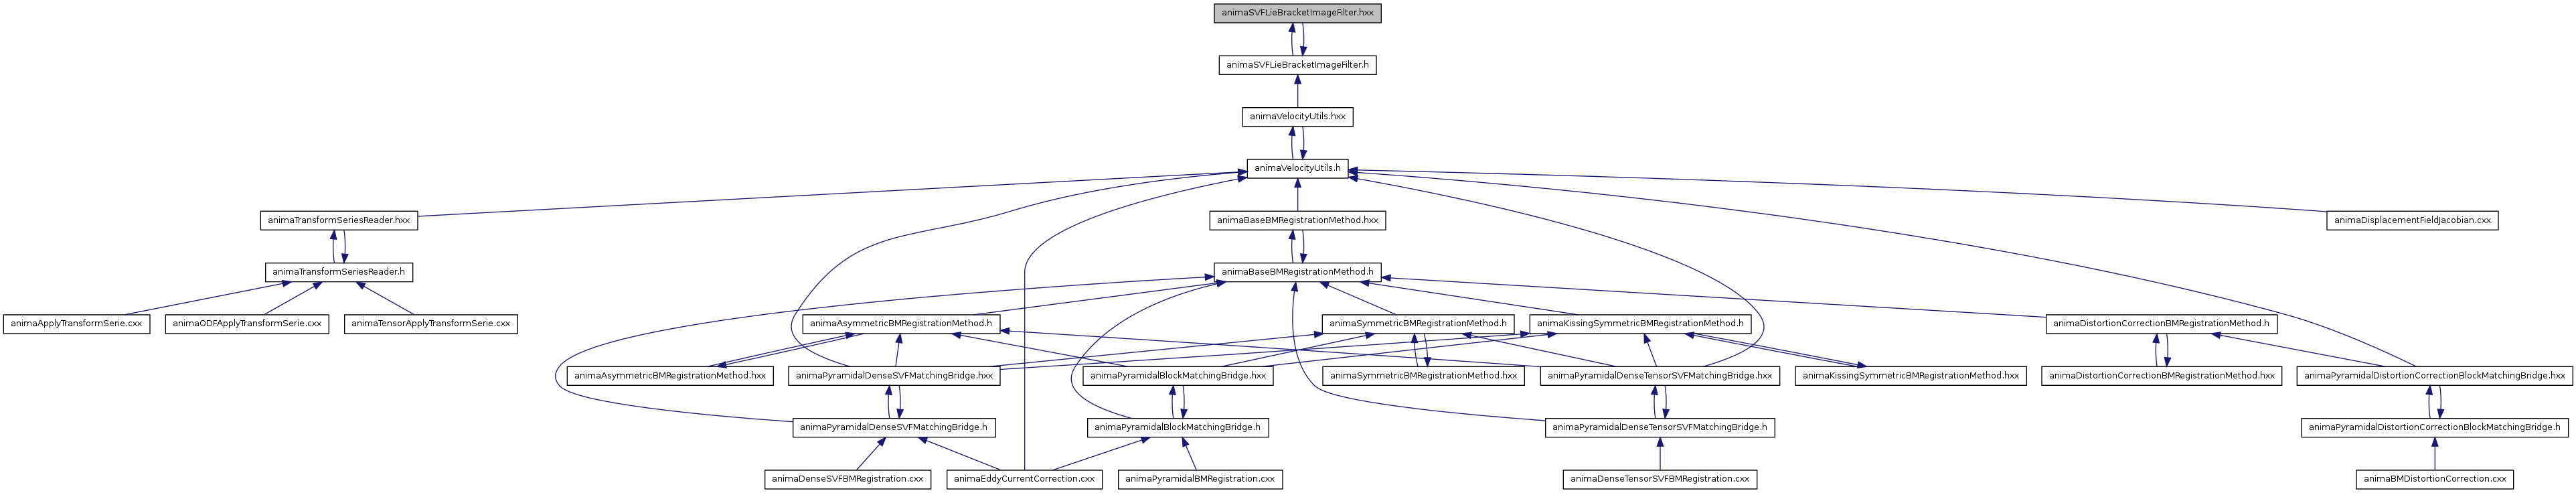 animaSVFLieBracketImageFilter.hxx
animaSVFLieBracketImageFilter.h
animaVelocityUtils.hxx
animaVelocityUtils.h
animaTransformSeriesReader.hxx
animaBaseBMRegistrationMethod.hxx
animaDisplacementFieldJacobian.cxx
animaTransformSeriesReader.h
animaBaseBMRegistrationMethod.h
animaApplyTransformSerie.cxx
animaODFApplyTransformSerie.cxx
animaTensorApplyTransformSerie.cxx
animaAsymmetricBMRegistrationMethod.h
animaSymmetricBMRegistrationMethod.h
animaKissingSymmetricBMRegistrationMethod.h
animaDistortionCorrectionBMRegistrationMethod.h
animaAsymmetricBMRegistrationMethod.hxx
animaPyramidalDenseSVFMatchingBridge.hxx
animaPyramidalBlockMatchingBridge.hxx
animaSymmetricBMRegistrationMethod.hxx
animaPyramidalDenseTensorSVFMatchingBridge.hxx
animaKissingSymmetricBMRegistrationMethod.hxx
animaDistortionCorrectionBMRegistrationMethod.hxx
animaPyramidalDistortionCorrectionBlockMatchingBridge.hxx
animaPyramidalDenseSVFMatchingBridge.h
animaPyramidalBlockMatchingBridge.h
animaPyramidalDenseTensorSVFMatchingBridge.h
animaPyramidalDistortionCorrectionBlockMatchingBridge.h
animaDenseSVFBMRegistration.cxx
animaEddyCurrentCorrection.cxx
animaPyramidalBMRegistration.cxx
animaDenseTensorSVFBMRegistration.cxx
animaBMDistortionCorrection.cxx